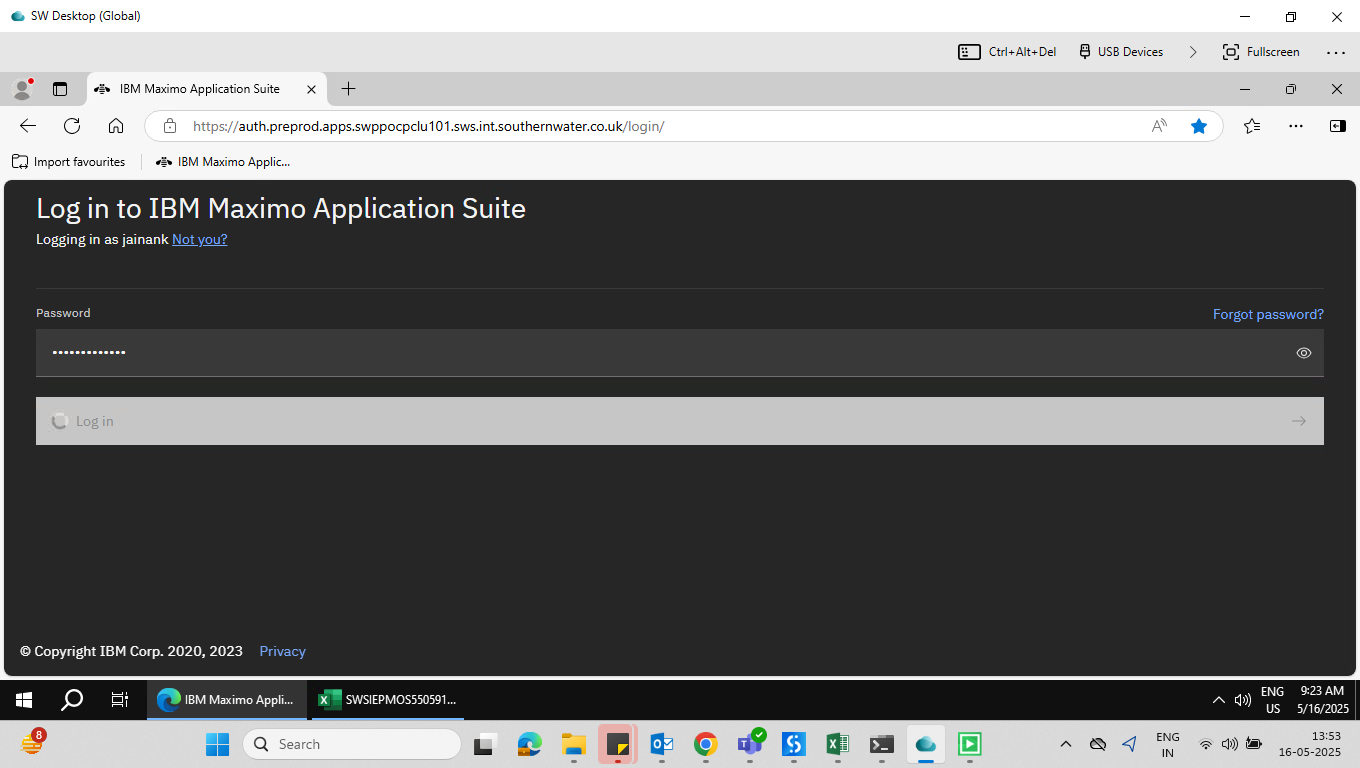 SW Desktop (Global)
Ctrl+Alt+Del USB Devices Fullscreen
IBM Maximo Application Suite
https://auth.preprod.apps.swppocpclu101.sws.int.southernwater.co.uk/login/
Import favourites IBM Maximo Applic...
Log in to IBM Maximo Application Suite
Logging in as jainank Not you?
Password Forgot password?
Log in
© Copyright IBM Corp. 2020, 2023 Privacy
IBM Maximo Appli... SWSIEPMOS550591... ENG 9:23 AM
US 5/16/2025
8 Search ENG 13:53
IN 16-05-2025